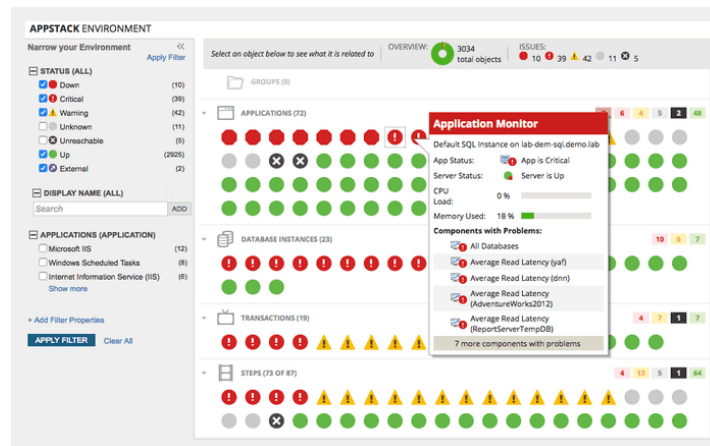 APPSTACK ENVIRONMENT
Narrow your Environment
Apply Filter
STATUS (ALL)
Down (10)
Critical (39)
Warning (42)
Unknown (11)
Unreachable (5)
Up (2925)
External (2)
DISPLAY NAME (ALL)
Search ADD
APPLICATIONS (APPLICATION)
Microsoft IIS (12)
Windows Scheduled Tasks (8)
Internet Information Service (IIS) (6)
Show more
+ Add Filter Properties
APPLY FILTER Clear All
Select an object below to see what it is related to
OVERVIEW: 3034
total objects
ISSUES:
10 39 42 11 5
GROUPS (0)
APPLICATIONS (72) 6 5 2 48
Application Monitor
Default SQL Instance on lab-dem-sql.demo.lab
App Status: App is Critical
Server Status: Server is Up
CPU
Load: 0 %
Memory Used: 18 %
Components with Problems:
All Databases
Average Read Latency (yaf)
Average Read Latency (dnn)
Average Read Latency
(AdventureWorks2012)
Average Read Latency
(ReportServerTempDB)
7 more components with problems
DATABASE INSTANCES (23) 10 6 7
TRANSACTIONS (19) 4 7 1 7
STEPS (73 OF 87) 4 13 5 1 64